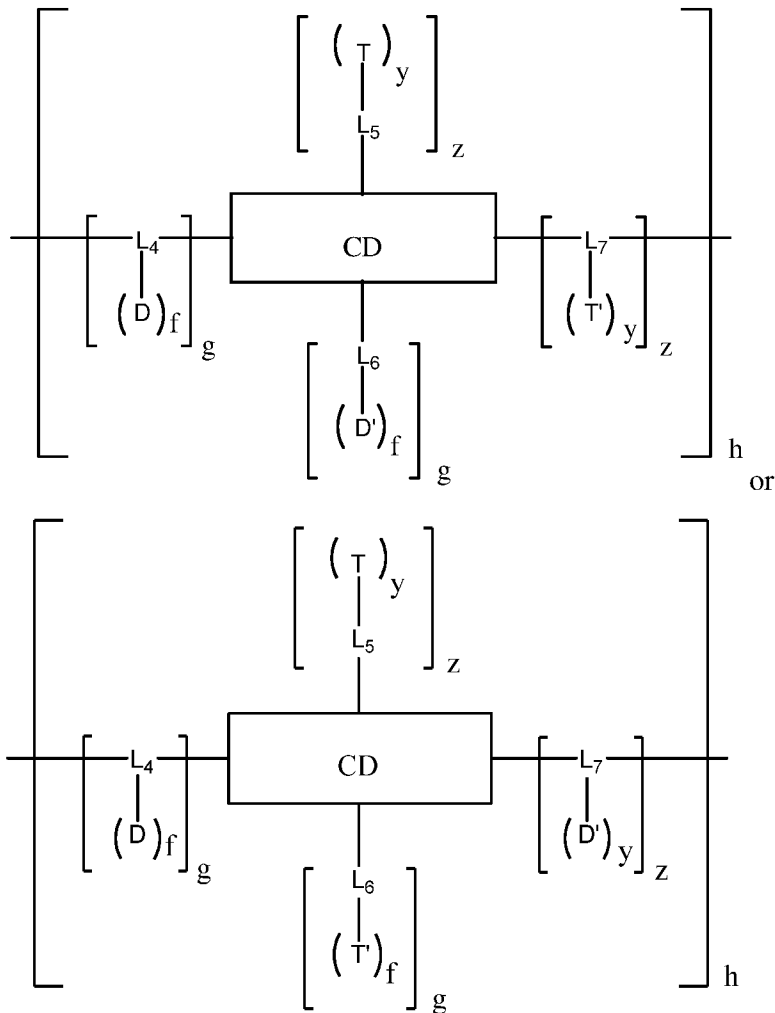 (T)y
L5
z
L4 CD L7
(D)f (T')y
g z
L6
(D')f
g
h
or
(T)y
L5
z
L4 CD L7
(D)f (D')y
g z
L6
(T')f
g
h